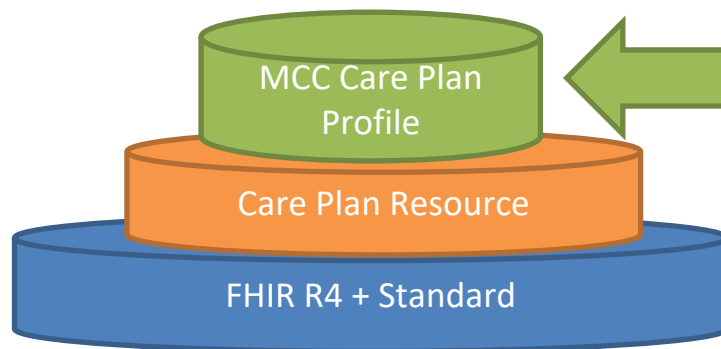 MCC Care Plan
Profile
Care Plan Resource
FHIR R4 + Standard